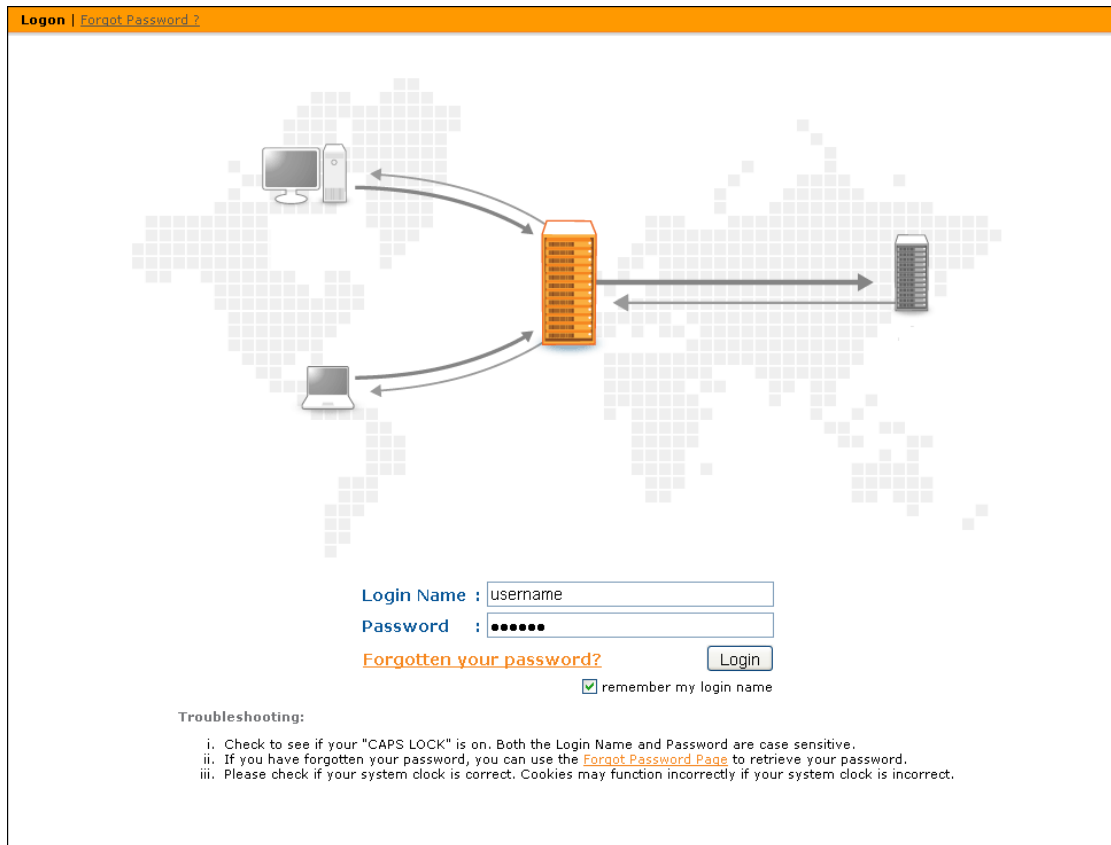 Logon | Forgot Password ?
Login Name : username
Password : ••••••
Forgotten your password? Login
remember my login name
Troubleshooting:
i. Check to see if your "CAPS LOCK" is on. Both the Login Name and Password are case sensitive.
ii. If you have forgotten your password, you can use the Forgot Password Page to retrieve your password.
iii. Please check if your system clock is correct. Cookies may function incorrectly if your system clock is incorrect.